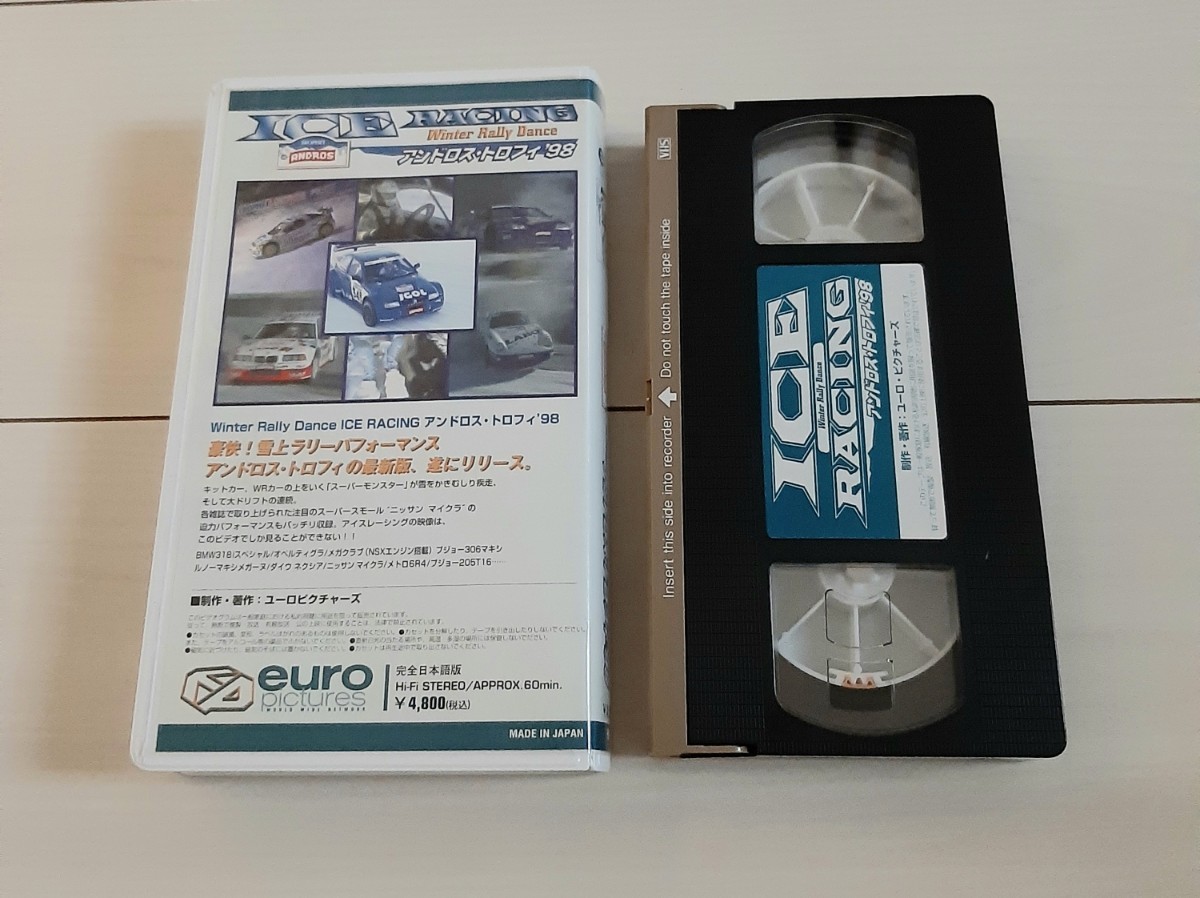 ICE RACING
Winter Rally Dance
ANDROS
アンドロス・トロフィ'98
IGOL
Winter Rally Dance ICE RACING アンドロス・トロフィ'98
豪快！雪上ラリーパフォーマンス
アンドロス・トロフィの最新版、遂にリリース。
キットカー、WRカーの上をいく「スーパーモンスター」が雪をかきむしり疾走、
そして大ドリフトの連続。
各雑誌で取り上げられた注目のスーパースモール"ニッサン マイクラ"の
迫力パフォーマンスもバッチリ収録。アイスレーシングの映像は、
このビデオでしか見ることができない！！
BMW318iスペシャル/オペルティグラ/メガクラブ(NSXエンジン搭載) プジョー306マキシ
ルノーマキシメガーヌ/ダイウ ネクシア/ニッサン マイクラ/メトロ6R4/プジョー205T16……
■制作・著作：ユーロピクチャーズ
euro
pictures
WORLD WIDE NETWORK
完全日本語版
Hi-Fi STEREO/APPROX.60min.
￥4,800(税込)
MADE IN JAPAN
VHS
Insert this side into recorder Do not touch the tape inside
ICE
Winter Rally Dance
RACING
アンドロス・トロフィ'98
制作・著作：ユーロ・ピクチャーズ